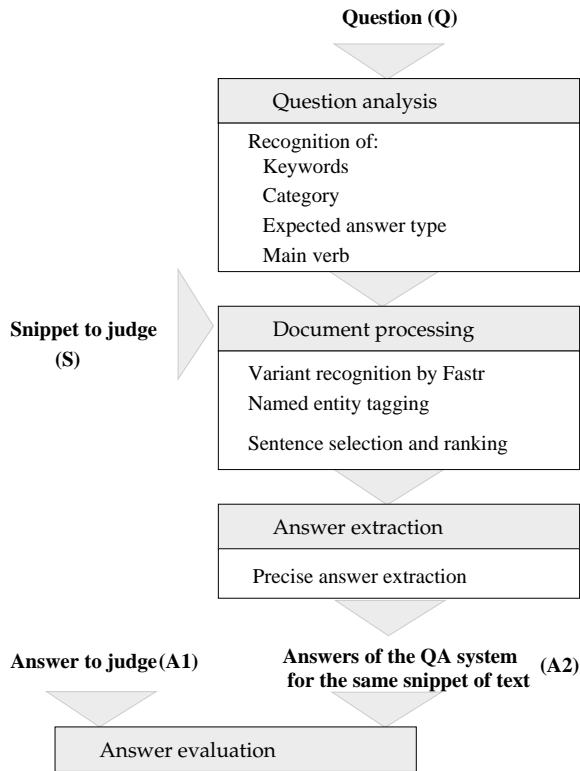 Question (Q)
Question analysis
Recognition of:
Keywords
Category
Expected answer type
Main verb
Snippet to judge
(S)
Document processing
Variant recognition by Fastr
Named entity tagging
Sentence selection and ranking
Answer extraction
Precise answer extraction
Answer to judge (A1)
Answers of the QA system
for the same snippet of text
(A2)
Answer evaluation